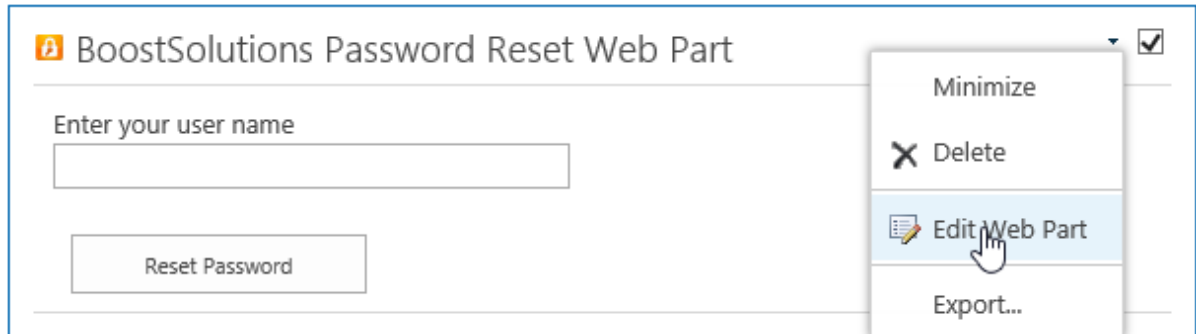 BoostSolutions Password Reset Web Part
Minimize
Enter your user name
Delete
Edit Web Part
Reset Password
Export...